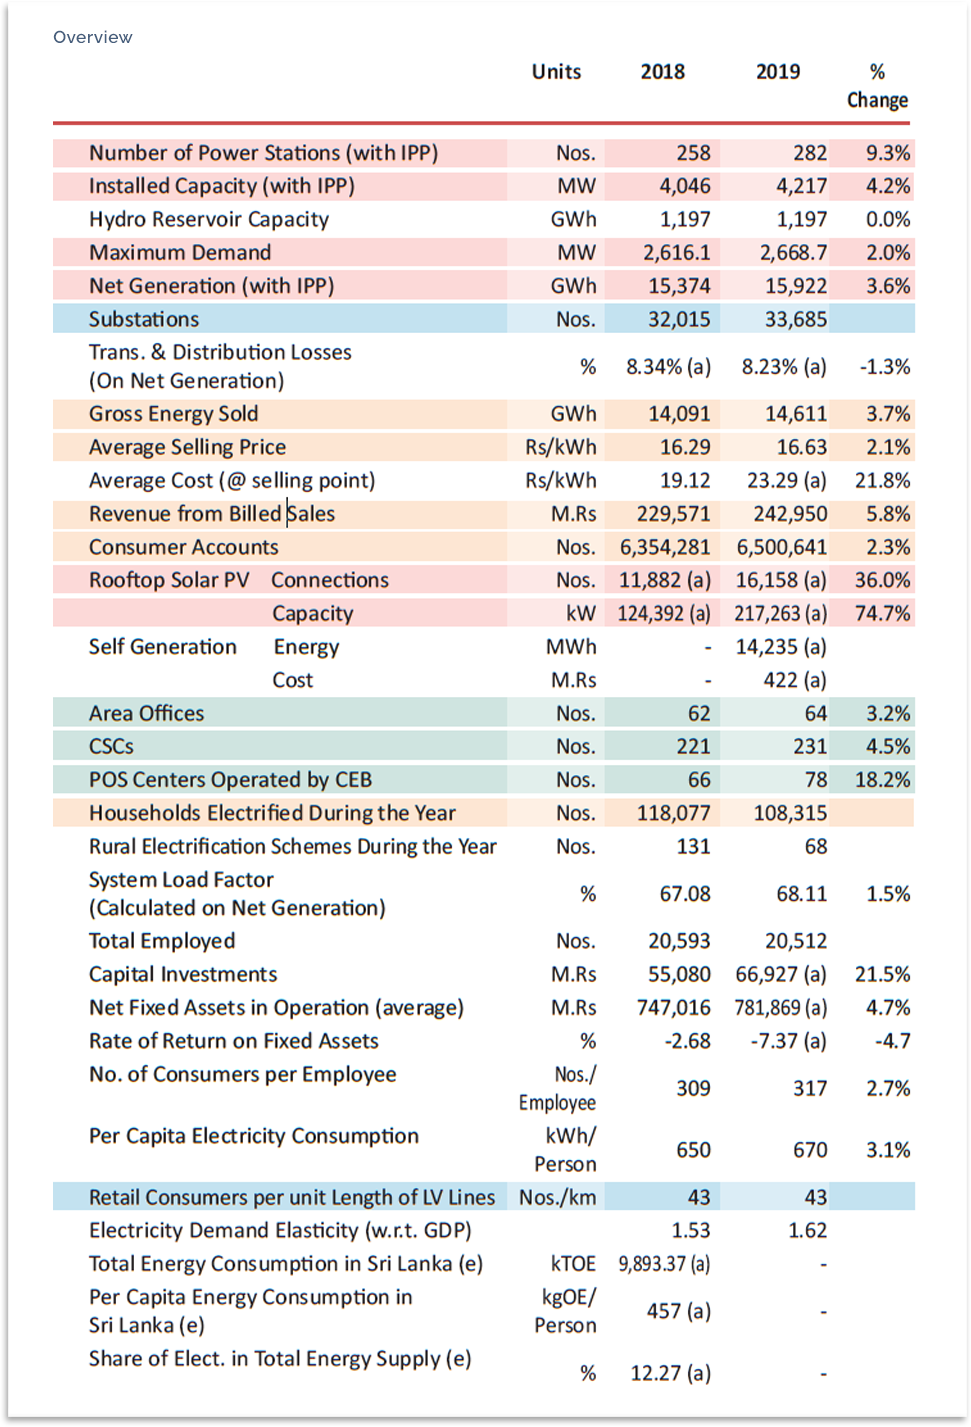 Overview
Units 2018 2019 %
Change
Number of Power Stations (with IPP) Nos. 258 282 9.3%
Installed Capacity (with IPP) MW 4,046 4,217 4.2%
Hydro Reservoir Capacity GWh 1,197 1,197 0.0%
Maximum Demand MW 2,616.1 2,668.7 2.0%
Net Generation (with IPP) GWh 15,374 15,922 3.6%
Substations Nos. 32,015 33,685
Trans. & Distribution Losses
(On Net Generation) % 8.34% (a) 8.23% (a) -1.3%
Gross Energy Sold GWh 14,091 14,611 3.7%
Average Selling Price Rs/kWh 16.29 16.63 2.1%
Average Cost (@ selling point) Rs/kWh 19.12 23.29 (a) 21.8%
Revenue from Billed Sales M.Rs 229,571 242,950 5.8%
Consumer Accounts Nos. 6,354,281 6,500,641 2.3%
Rooftop Solar PV Connections Nos. 11,882 (a) 16,158 (a) 36.0%
Capacity kW 124,392 (a) 217,263 (a) 74.7%
Self Generation Energy MWh - 14,235 (a)
Cost M.Rs - 422 (a)
Area Offices Nos. 62 64 3.2%
CSCs Nos. 221 231 4.5%
POS Centers Operated by CEB Nos. 66 78 18.2%
Households Electrified During the Year Nos. 118,077 108,315
Rural Electrification Schemes During the Year Nos. 131 68
System Load Factor
(Calculated on Net Generation) % 67.08 68.11 1.5%
Total Employed Nos. 20,593 20,512
Capital Investments M.Rs 55,080 66,927 (a) 21.5%
Net Fixed Assets in Operation (average) M.Rs 747,016 781,869 (a) 4.7%
Rate of Return on Fixed Assets % -2.68 -7.37 (a) -4.7
No. of Consumers per Employee Nos./
Employee 309 317 2.7%
Per Capita Electricity Consumption kWh/
Person 650 670 3.1%
Retail Consumers per unit Length of LV Lines Nos./km 43 43
Electricity Demand Elasticity (w.r.t. GDP) 1.53 1.62
Total Energy Consumption in Sri Lanka (e) kTOE 9,893.37 (a) -
Per Capita Energy Consumption in kgOE/
Sri Lanka (e) Person 457 (a) -
Share of Elect. in Total Energy Supply (e)
% 12.27 (a) -